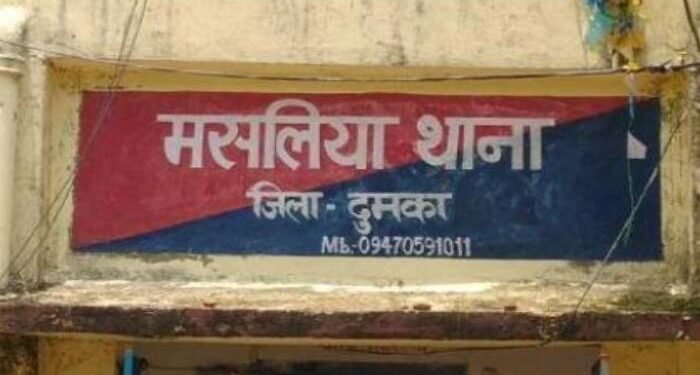 मसलिया थाना
जिला - दुमका
Mb.-09470591011